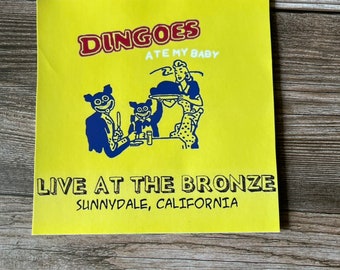 DINGOES
ATE MY BABY
LIVE AT THE BRONZE
SUNNYDALE, CALIFORNIA